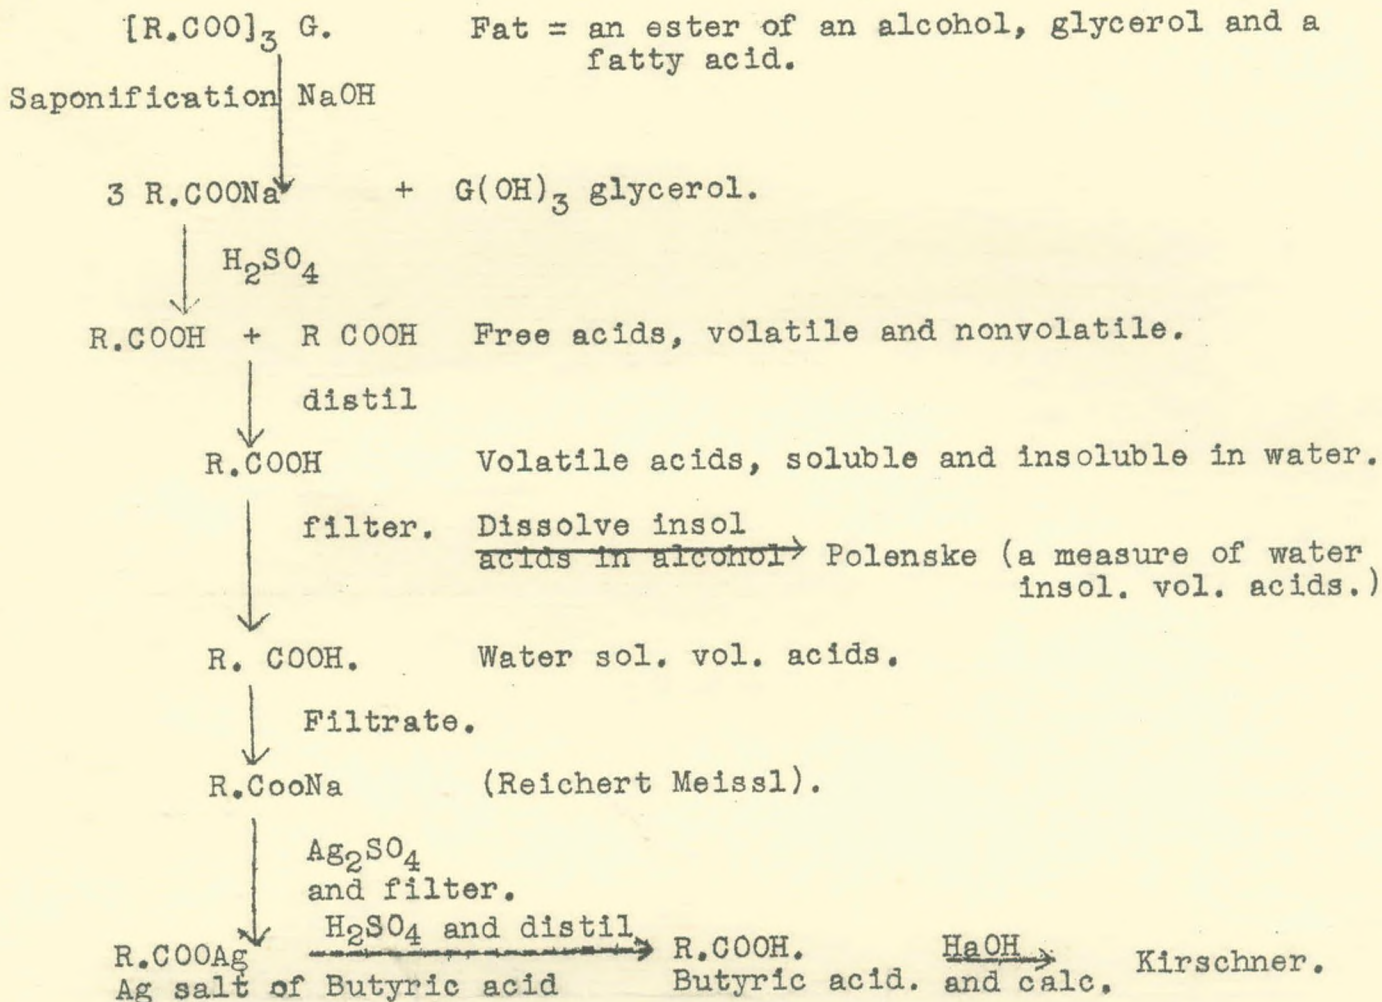 [R.COO]3 G. Fat = an ester of an alcohol, glycerol and a
fatty acid.
Saponification NaOH
3 R.COONa + G(OH)3 glycerol.
H2SO4
R.COOH + R COOH Free acids, volatile and nonvolatile.
distil
R.COOH Volatile acids, soluble and insoluble in water.
filter. Dissolve insol
acids in alcohol Polenske (a measure of water
insol. vol. acids.)
R. COOH. Water sol. vol. acids.
Filtrate.
R.CooNa (Reichert Meissl).
Ag2SO4
and filter.
H2SO4 and distil
R.COOAg R.COOH. HaOH Kirschner.
Ag salt of Butyric acid Butyric acid. and calc.